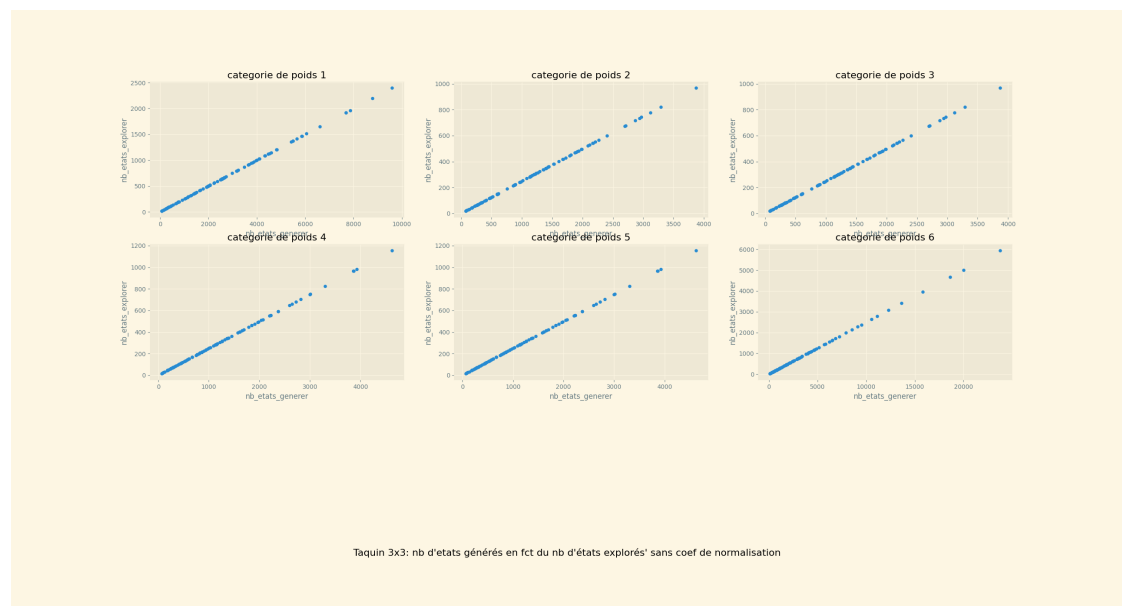 categorie de poids 1
categorie de poids 2
categorie de poids 3
2500
2000
1500
1000
500
0
nb_etats_explorer
0 2000 4000 6000 8000 10000
nb_etats_generer
1000
800
600
400
200
0
nb_etats_explorer
0 500 1000 1500 2000 2500 3000 3500 4000
nb_etats_generer
1000
800
600
400
200
0
nb_etats_explorer
0 500 1000 1500 2000 2500 3000 3500 4000
nb_etats_generer
categorie de poids 4
categorie de poids 5
categorie de poids 6
1200
1000
800
600
400
200
0
nb_etats_explorer
0 1000 2000 3000 4000
nb_etats_generer
1200
1000
800
600
400
200
0
nb_etats_explorer
0 1000 2000 3000 4000
nb_etats_generer
6000
5000
4000
3000
2000
1000
0
nb_etats_explorer
0 5000 10000 15000 20000
nb_etats_generer
Taquin 3x3: nb d'etats générés en fct du nb d'états explorés' sans coef de normalisation